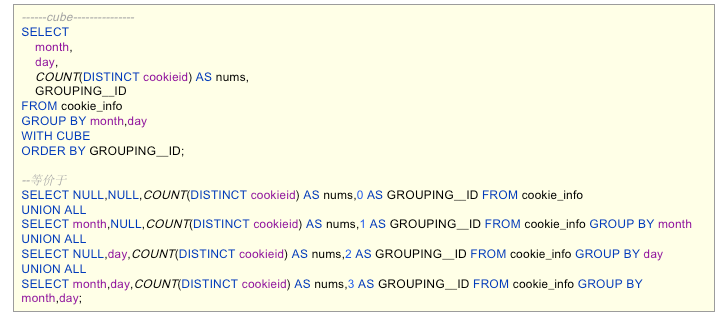 ------cube---------------
SELECT
month,
day,
COUNT(DISTINCT cookieid) AS nums,
GROUPING__ID
FROM cookie_info
GROUP BY month,day
WITH CUBE
ORDER BY GROUPING__ID;
--等价于
SELECT NULL,NULL,COUNT(DISTINCT cookieid) AS nums,0 AS GROUPING__ID FROM cookie_info
UNION ALL
SELECT month,NULL,COUNT(DISTINCT cookieid) AS nums,1 AS GROUPING__ID FROM cookie_info GROUP BY month
UNION ALL
SELECT NULL,day,COUNT(DISTINCT cookieid) AS nums,2 AS GROUPING__ID FROM cookie_info GROUP BY day
UNION ALL
SELECT month,day,COUNT(DISTINCT cookieid) AS nums,3 AS GROUPING__ID FROM cookie_info GROUP BY
month,day;